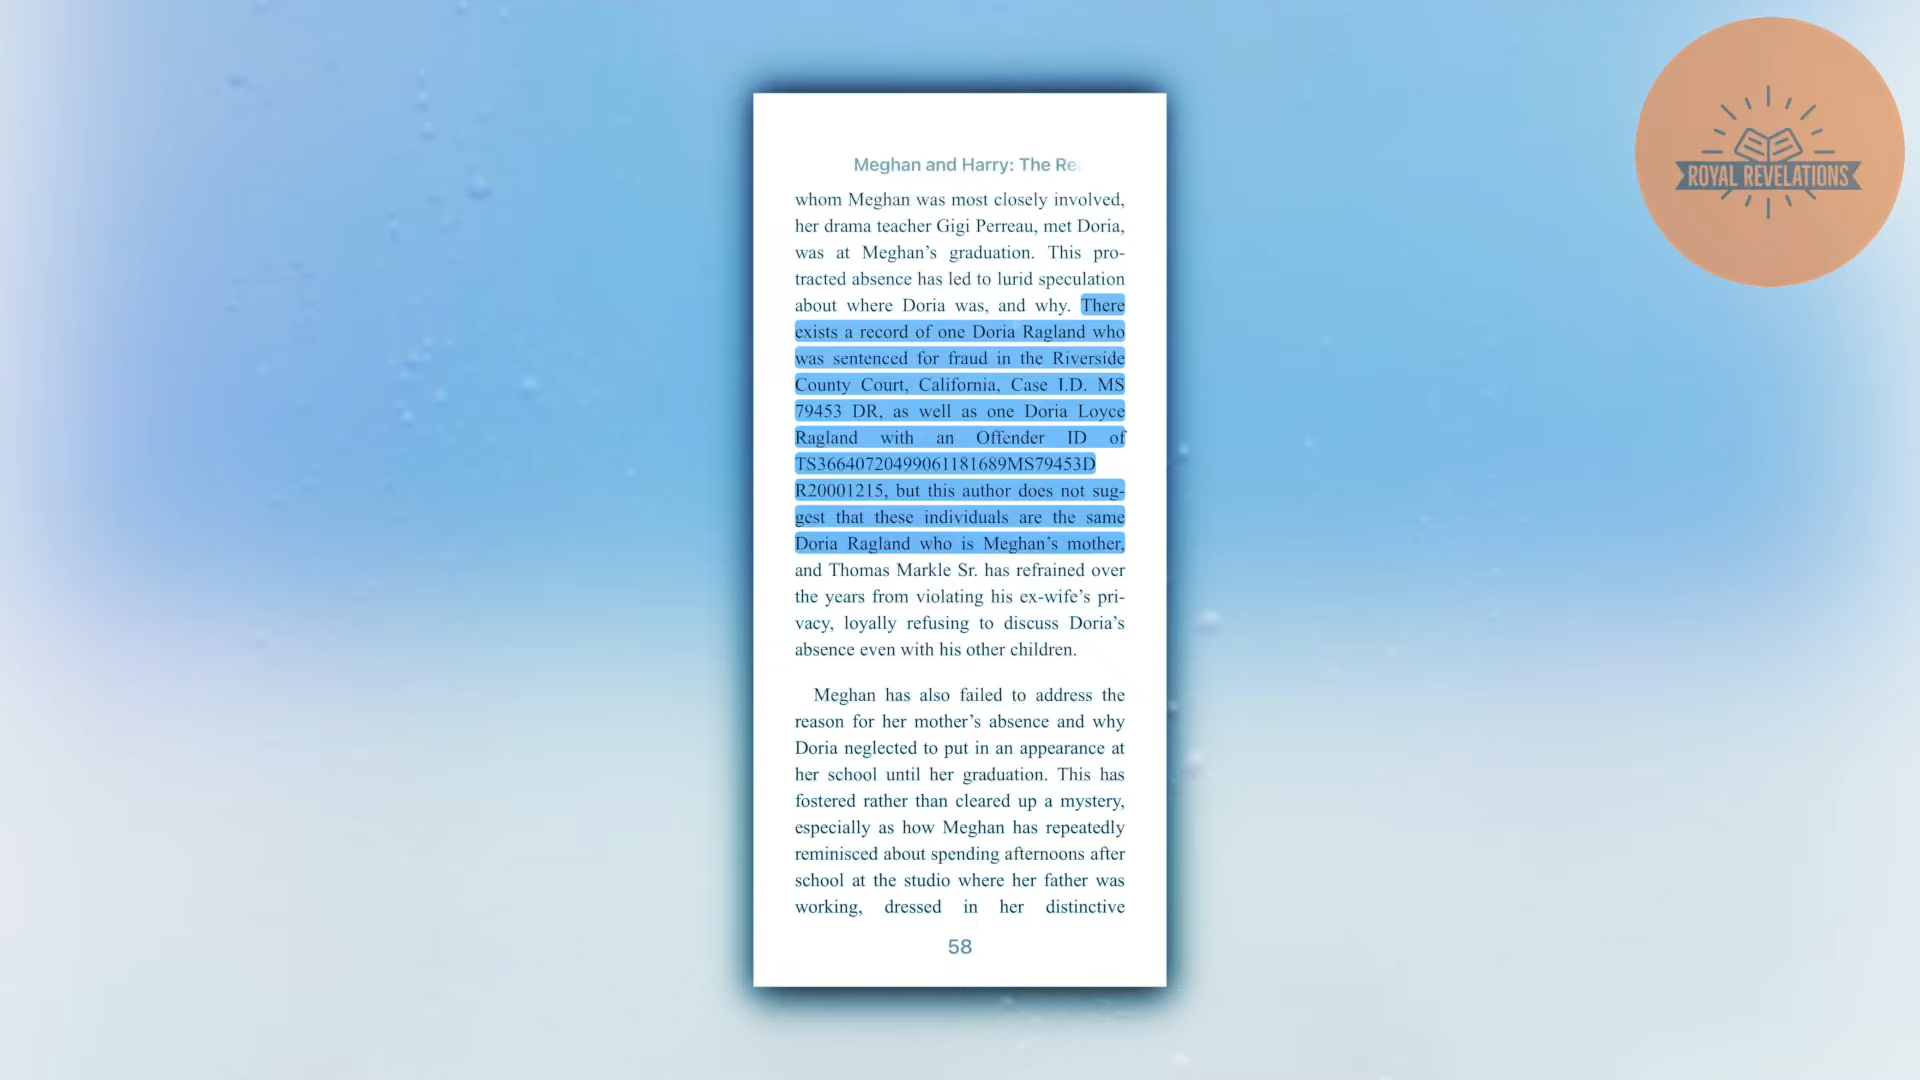 ROYAL REVELATIONS
Meghan and Harry: The Re
whom Meghan was most closely involved,
her drama teacher Gigi Perreau, met Doria,
was at Meghan’s graduation. This pro-
tracted absence has led to lurid speculation
about where Doria was, and why. There
exists a record of one Doria Ragland who
was sentenced for fraud in the Riverside
County Court, California, Case I.D. MS
79453 DR, as well as one Doria Loyce
Ragland with an Offender ID of
TS36640720499061181689MS79453D
R20001215, but this author does not sug-
gest that these individuals are the same
Doria Ragland who is Meghan’s mother,
and Thomas Markle Sr. has refrained over
the years from violating his ex-wife’s pri-
vacy, loyally refusing to discuss Doria’s
absence even with his other children.
Meghan has also failed to address the
reason for her mother’s absence and why
Doria neglected to put in an appearance at
her school until her graduation. This has
fostered rather than cleared up a mystery,
especially as how Meghan has repeatedly
reminisced about spending afternoons after
school at the studio where her father was
working, dressed in her distinctive
58